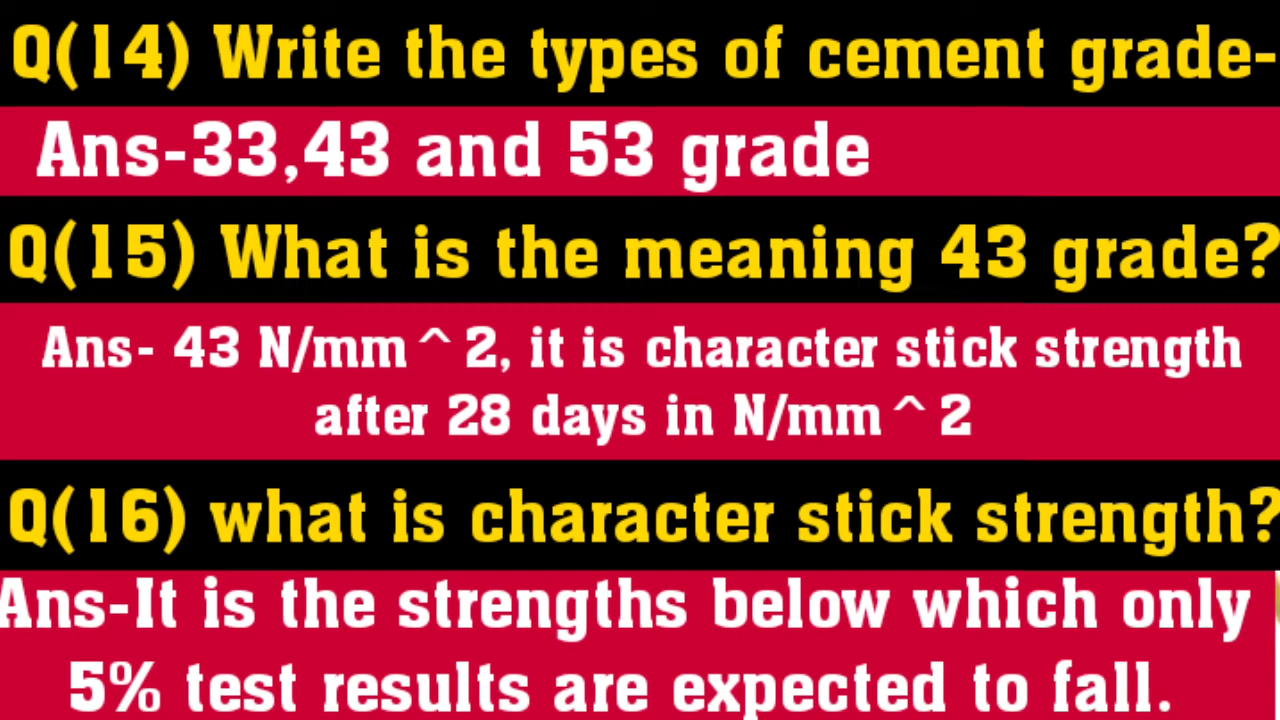 Q(14) Write the types of cement grade-
Ans-33,43 and 53 grade
Q(15) What is the meaning 43 grade?
Ans- 43 N/mm^2, it is character stick strength
after 28 days in N/mm^2
Q(16) what is character stick strength?
Ans-It is the strengths below which only
5% test results are expected to fall.